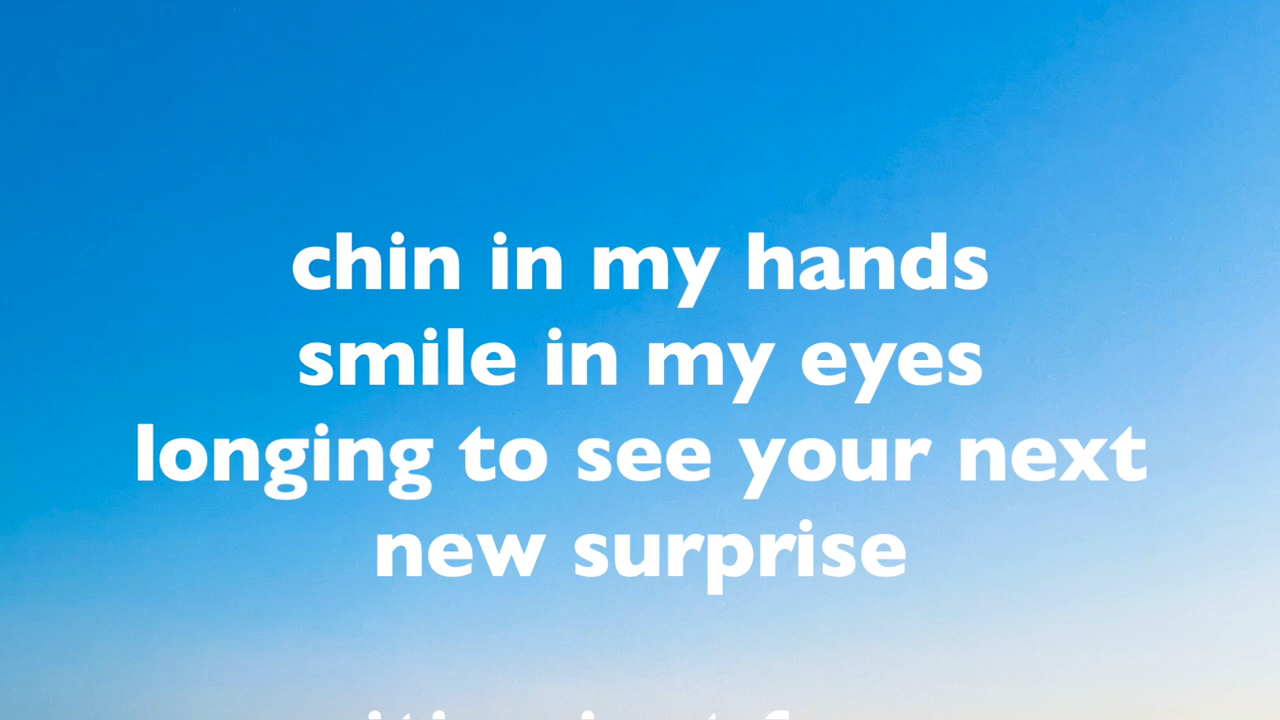 chin in my hands
smile in my eyes
longing to see your next
new surprise